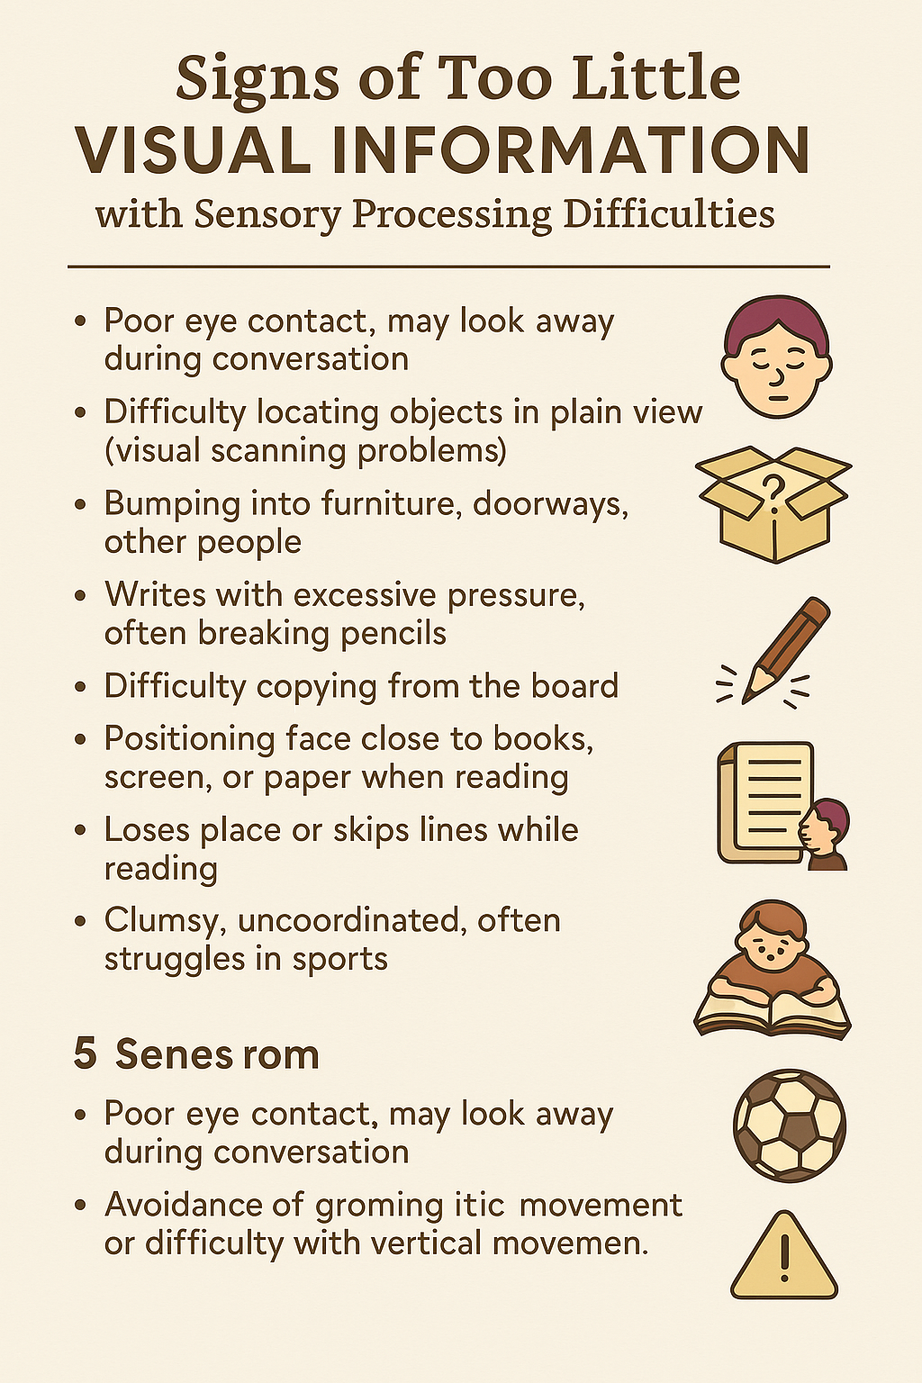 Signs of Too Little
VISUAL INFORMATION
with Sensory Processing Difficulties
• Poor eye contact, may look away
during conversation
• Difficulty locating objects in plain view
(visual scanning problems)
?
• Bumping into furniture, doorways,
other people
• Writes with excessive pressure,
often breaking pencils
• Difficulty copying from the board
• Positioning face close to books,
screen, or paper when reading
• Loses place or skips lines while
reading
• Clumsy, uncoordinated, often
struggles in sports
5 Senes rom
• Poor eye contact, may look away
during conversation
• Avoidance of groming itic movement
or difficulty with vertical movemen.
!